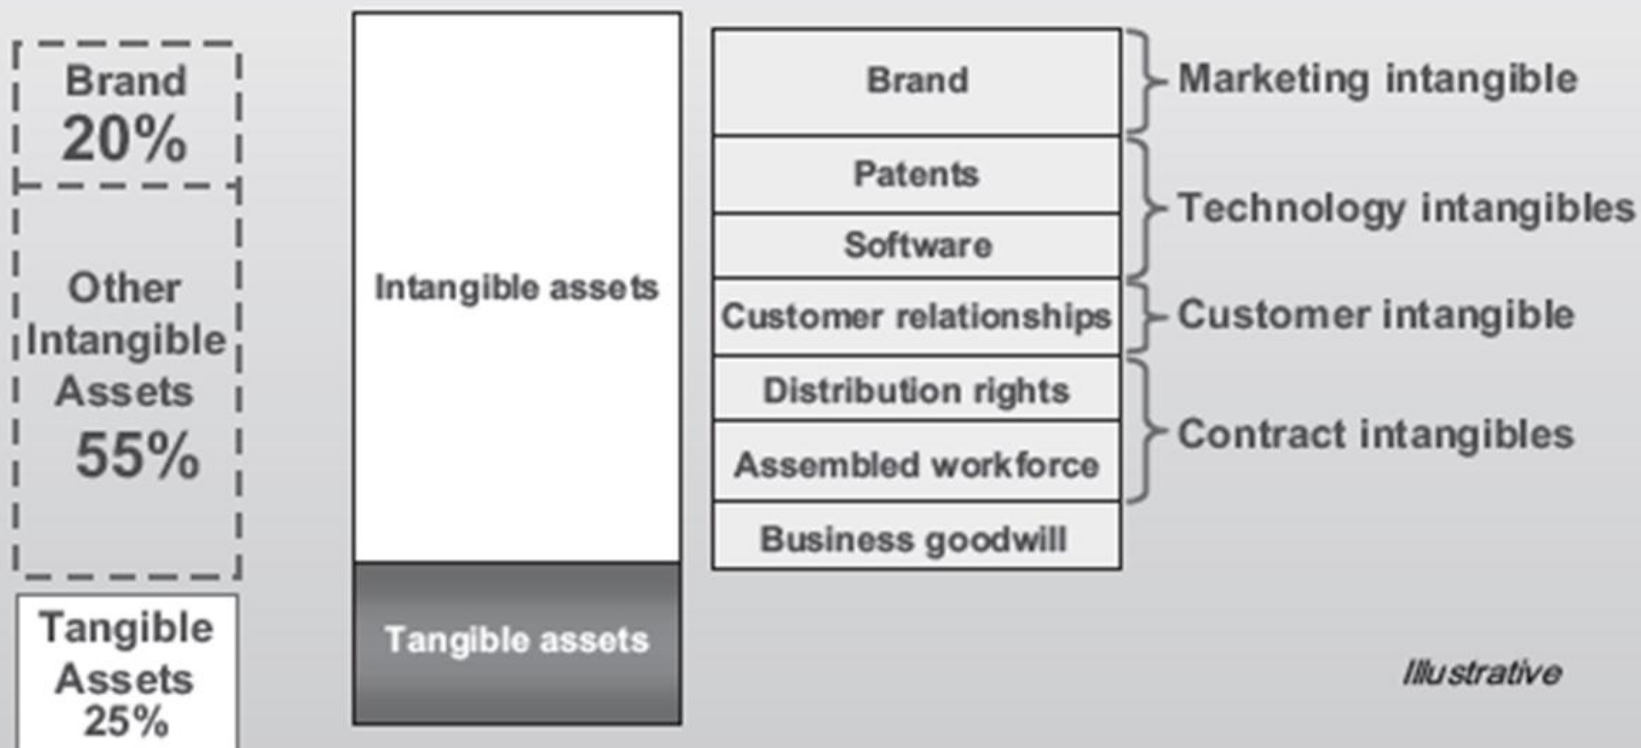 Brand
20%
Other
Intangible
Assets
55%
Tangible
Assets
25%
Intangible assets
Tangible assets
Brand
Patents
Software
Customer relationships
Distribution rights
Assembled workforce
Business goodwill
Marketing intangible
Technology intangibles
Customer intangible
Contract intangibles
Illustrative